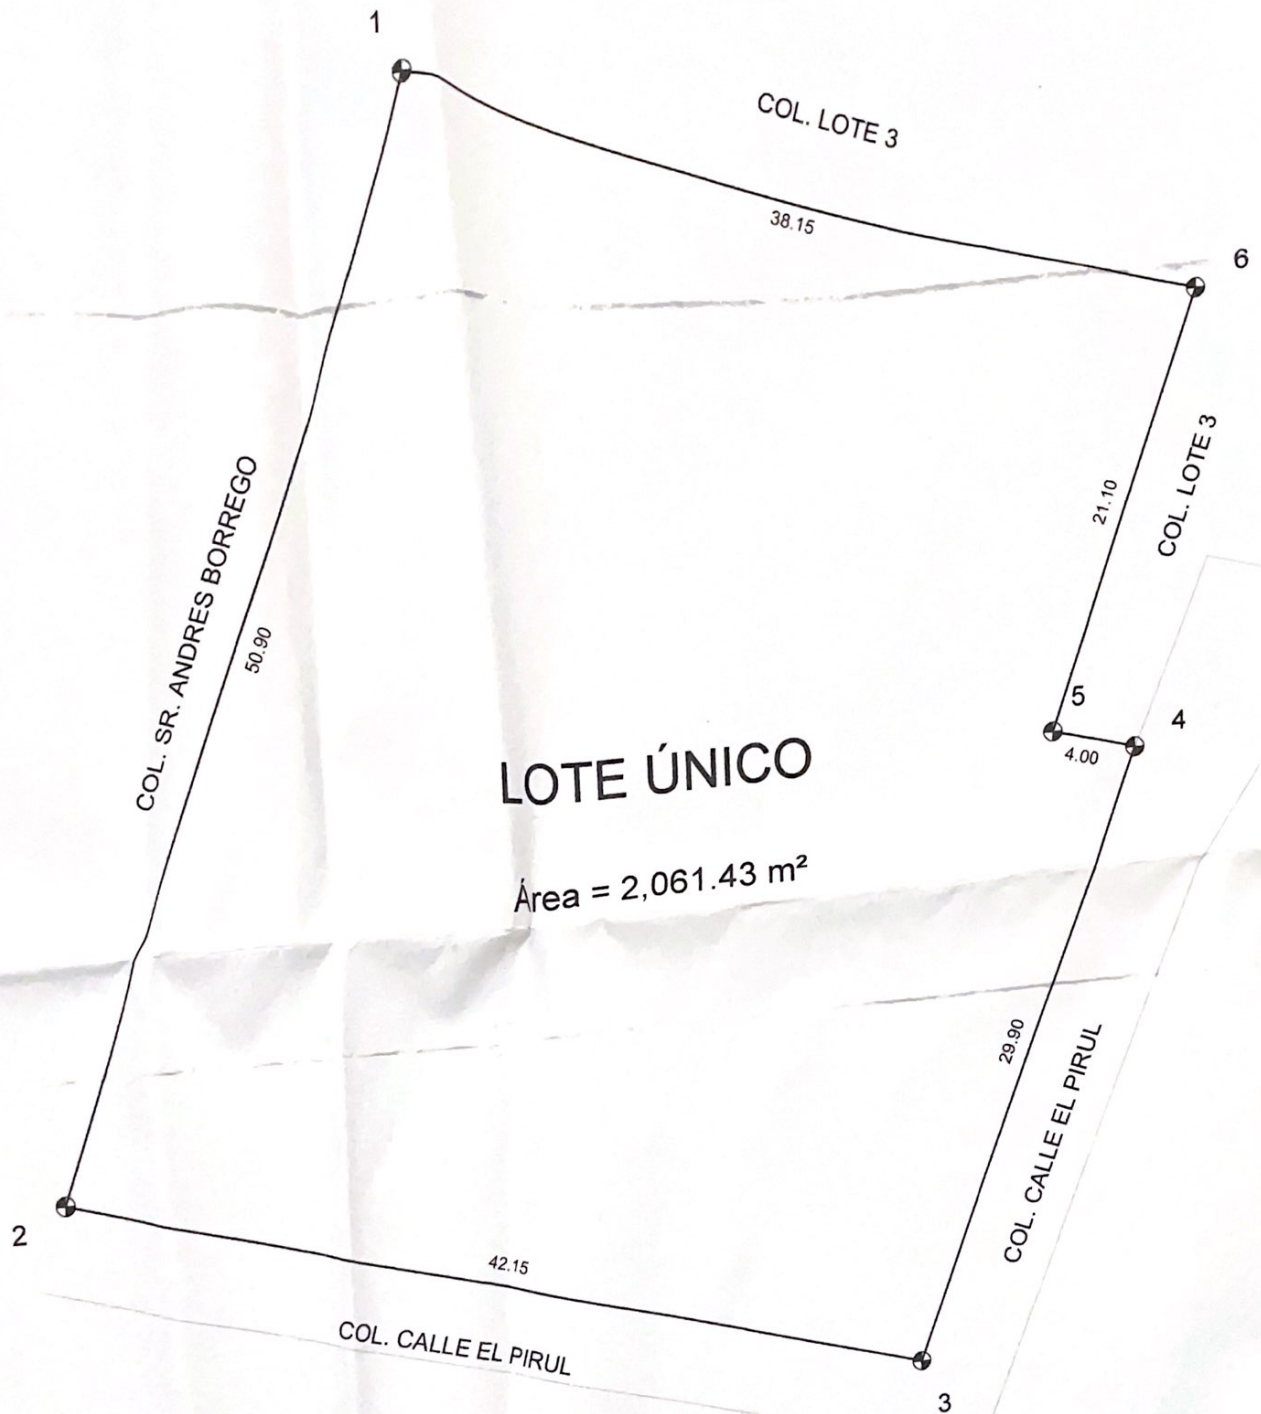 1
COL. LOTE 3
38.15
6
COL. LOTE 3
21.10
COL. SR. ANDRES BORREGO
50.90
5
4
4.00
LOTE ÚNICO
Área = 2,061.43 m²
29.90
COL. CALLE EL PIRUL
2
42.15
COL. CALLE EL PIRUL
3